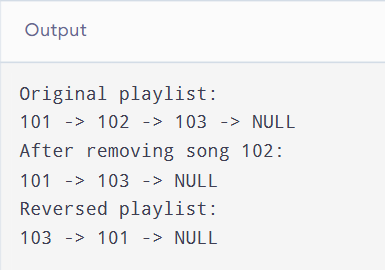 Output
Original playlist:
101 -> 102 -> 103 -> NULL
After removing song 102:
101 -> 103 -> NULL
Reversed playlist:
103 -> 101 -> NULL